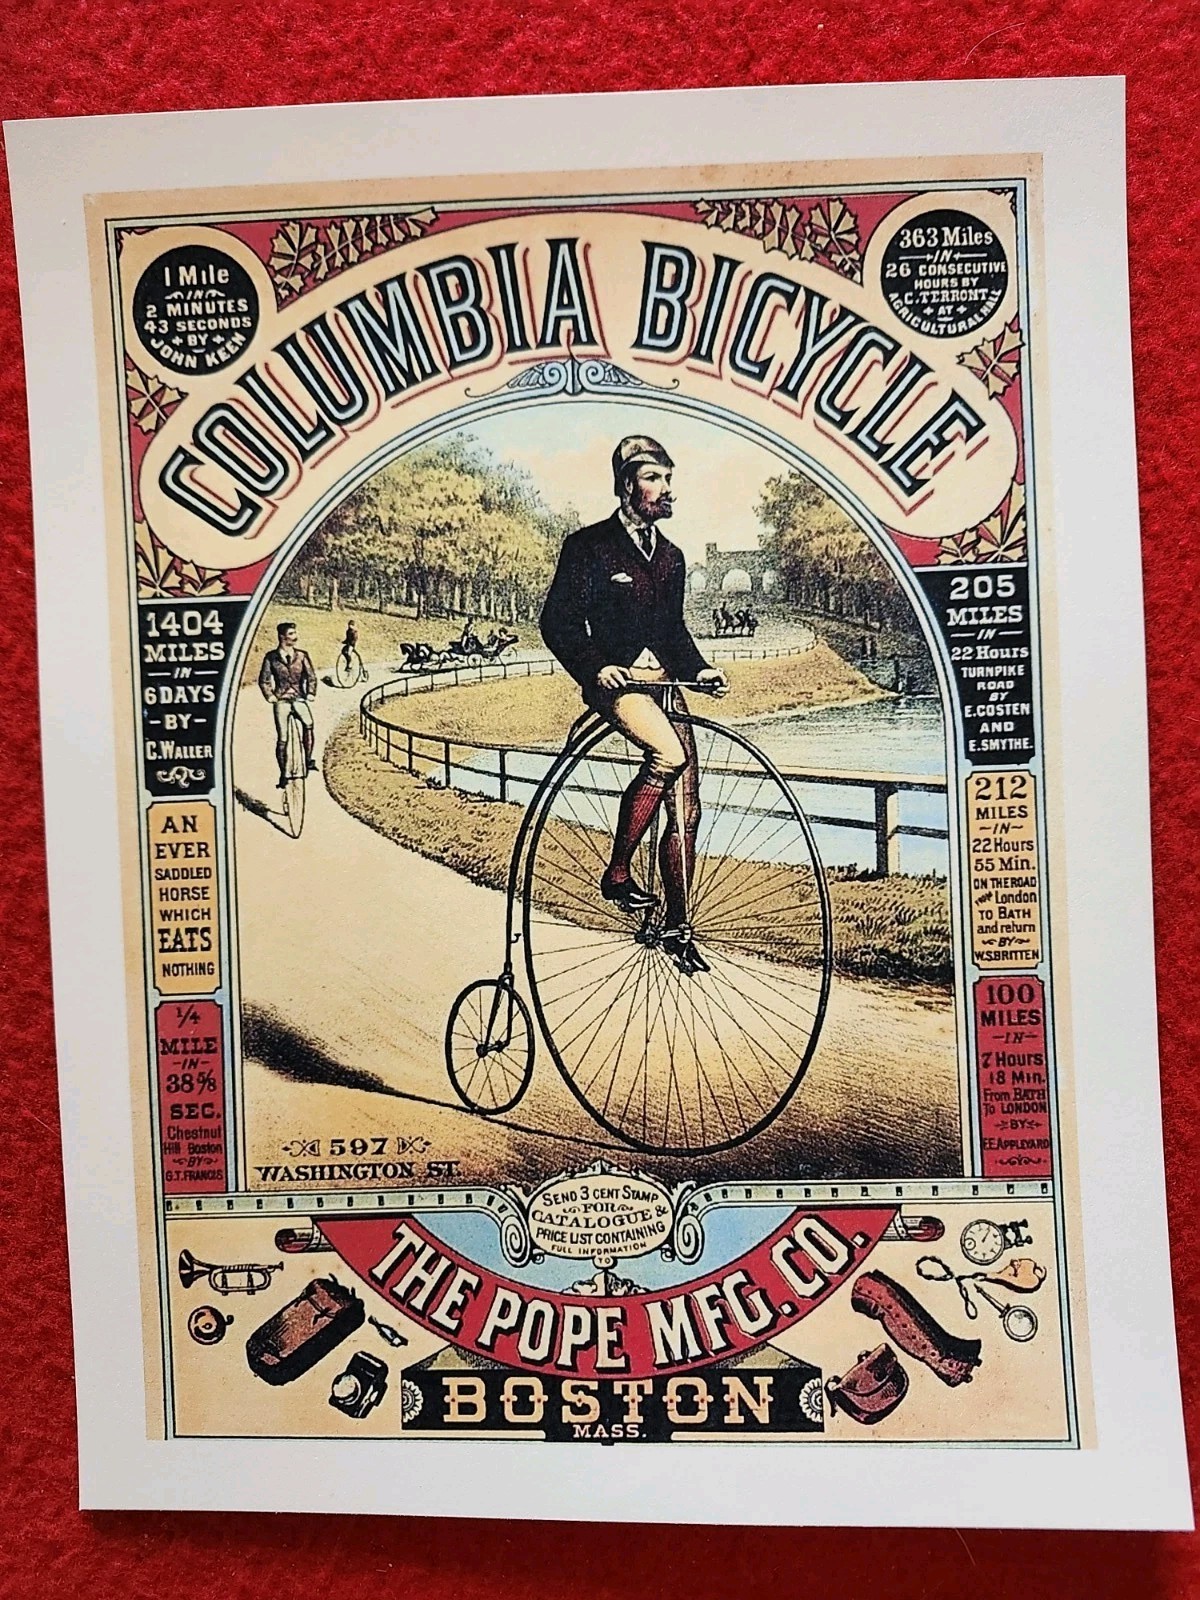 COLUMBIA BICYCLE
1 Mile
IN
2 MINUTES
43 SECONDS
BY
JOHN KEEN
363 Miles
IN
26 CONSECUTIVE
HOURS BY
C. TERRONT
AT
AGRICULTURAL HALL
1404
MILES
IN
6 DAYS
-BY-
C. WALLER
AN
EVER
SADDLED
HORSE
WHICH
EATS
NOTHING
1/4
MILE
-IN-
SEC.
Chestnut
Hill Boston
BY
G.T. FRANCIS
205
MILES
IN
22 Hours
TURNPIKE
ROAD
BY
E. COSTEN
AND
E. SMYTHE.
212
MILES
-IN-
22 Hours
55 Min.
ON THE ROAD
from London
TO BATH
and return
BY
W.S. BRITTEN
100
MILES
-IN-
7 Hours
18 Min.
From BATH
To LONDON
BY
F.E. APPLEYARD
597
WASHINGTON ST.
SEND 3 CENT STAMP
FOR
CATALOGUE &
PRICE LIST CONTAINING
FULL INFORMATION
TO
THE POPE MFG. CO.
BOSTON
MASS.